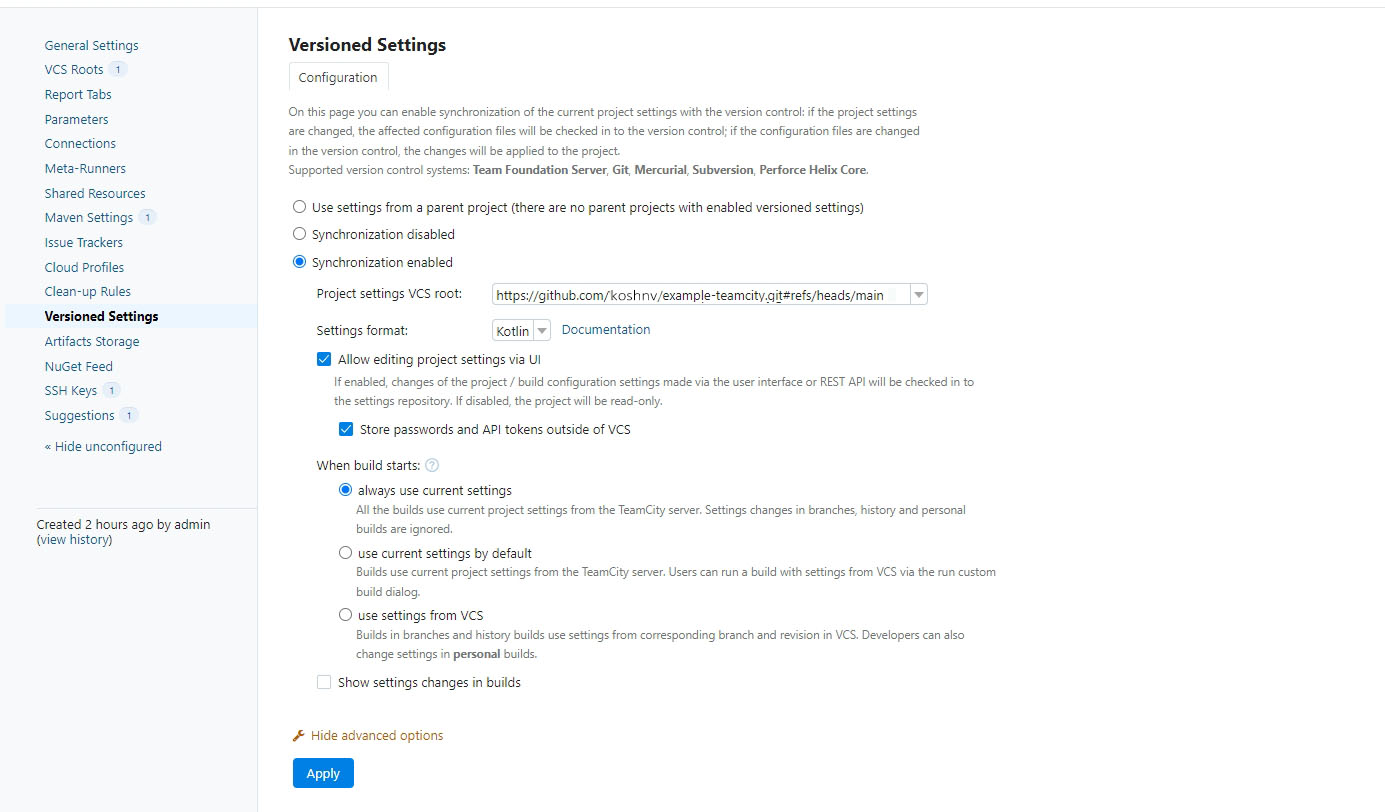 General Settings
VCS Roots 1
Report Tabs
Parameters
Connections
Meta-Runners
Shared Resources
Maven Settings 1
Issue Trackers
Cloud Profiles
Clean-up Rules
Versioned Settings
Artifacts Storage
NuGet Feed
SSH Keys 1
Suggestions 1
« Hide unconfigured
Created 2 hours ago by admin
(view history)
Versioned Settings
Configuration
On this page you can enable synchronization of the current project settings with the version control: if the project settings
are changed, the affected configuration files will be checked in to the version control; if the configuration files are changed
in the version control, the changes will be applied to the project.
Supported version control systems: Team Foundation Server, Git, Mercurial, Subversion, Perforce Helix Core.
Use settings from a parent project (there are no parent projects with enabled versioned settings)
Synchronization disabled
Synchronization enabled
Project settings VCS root: https://github.com/koshnv/example-teamcity.git#refs/heads/main
Settings format: Kotlin Documentation
Allow editing project settings via UI
If enabled, changes of the project / build configuration settings made via the user interface or REST API will be checked in to
the settings repository. If disabled, the project will be read-only.
Store passwords and API tokens outside of VCS
When build starts: ?
always use current settings
All the builds use current project settings from the TeamCity server. Settings changes in branches, history and personal
builds are ignored.
use current settings by default
Builds use current project settings from the TeamCity server. Users can run a build with settings from VCS via the run custom
build dialog.
use settings from VCS
Builds in branches and history builds use settings from corresponding branch and revision in VCS. Developers can also
change settings in personal builds.
Show settings changes in builds
Hide advanced options
Apply